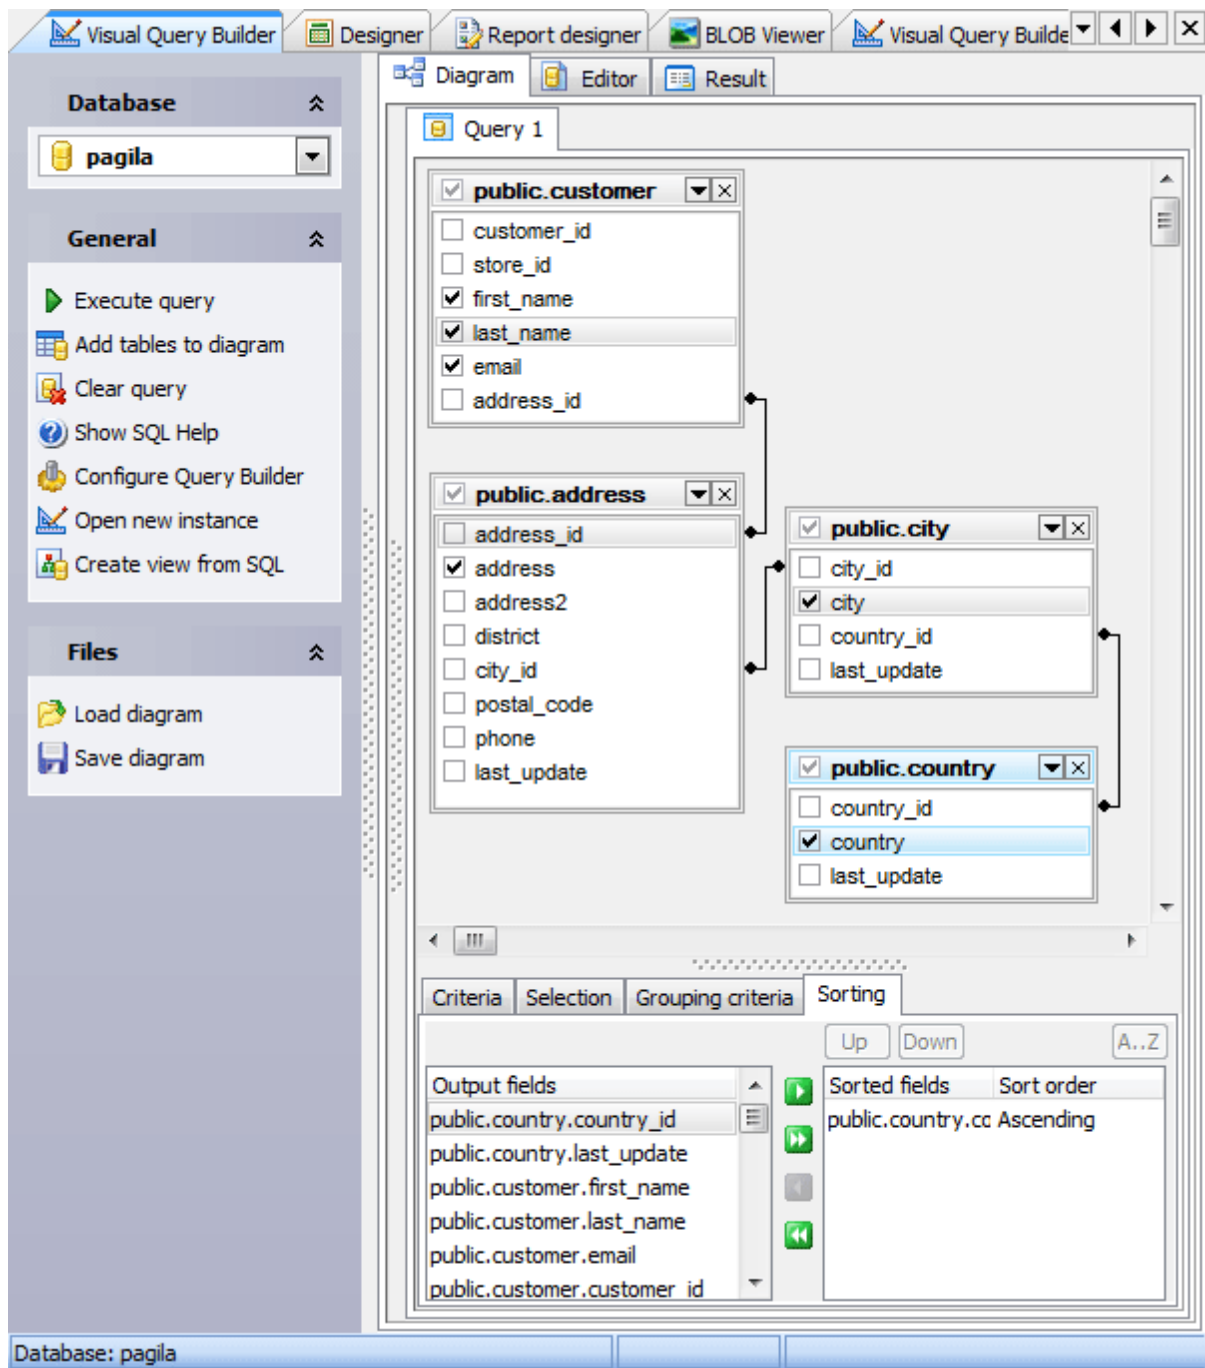 Visual Query Builder
Designer
Report designer
BLOB Viewer
Visual Query Builde
Database
pagila
General
Execute query
Add tables to diagram
Clear query
Show SQL Help
Configure Query Builder
Open new instance
Create view from SQL
Files
Load diagram
Save diagram
Diagram
Editor
Result
Query 1
public.customer
customer_id
store_id
first_name
last_name
email
address_id
public.address
address_id
address
address2
district
city_id
postal_code
phone
last_update
public.city
city_id
city
country_id
last_update
public.country
country_id
country
last_update
Criteria
Selection
Grouping criteria
Sorting
Up
Down
A..Z
Output fields
public.country.country_id
public.country.last_update
public.customer.first_name
public.customer.last_name
public.customer.email
public.customer.customer_id
Sorted fields
Sort order
public.country.cc
Ascending
Database: pagila